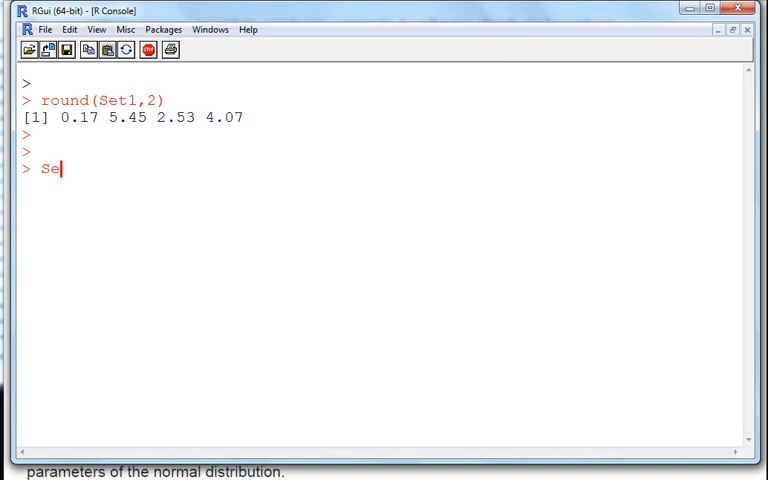 RGui (64-bit) - [R Console]
File Edit View Misc Packages Windows Help
STOP
>
> round(Set1,2)
[1] 0.17 5.45 2.53 4.07
>
>
> Se
parameters of the normal distribution.